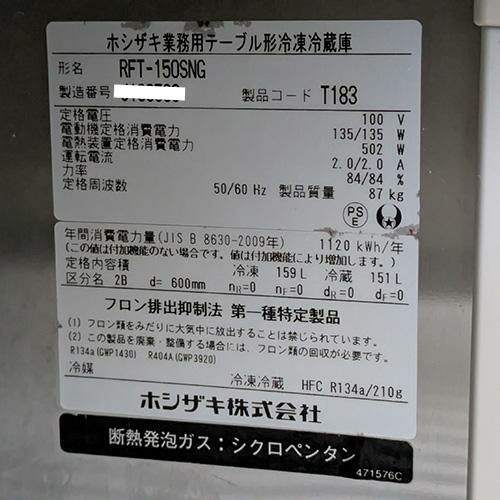 ホシザキ業務用テーブル形冷凍冷蔵庫
形名 RFT-150SNG
製造番号 製品コード T183
定格電圧 100 V
電動機定格消費電力 135/135 W
電熱装置定格消費電力 502 W
運転電流 2.0/2.0 A
力率 84/84 %
定格周波数 50/60 Hz 製品質量 87 kg
PS E
年間消費電力量(JIS B 8630-2009年) 1120 kWh/年
(この値は付加機能のない場合です。値は付加機能により増加します。)
定格内容積 冷凍 159L 冷蔵 151L
区分名 2B d= 600mm nR=0 nF=0 dR=0 dF=0
フロン排出抑制法 第一種特定製品
(1) フロン類をみだりに大気中に放出することは禁じられています。
(2) この製品を廃棄・整備する場合には、フロン類の回収が必要です。
R134a(GWP1430) R404A(GWP3920)
冷媒
冷凍冷蔵 HFC R134a/210g
ホシザキ株式会社
断熱発泡ガス：シクロペンタン
471576C